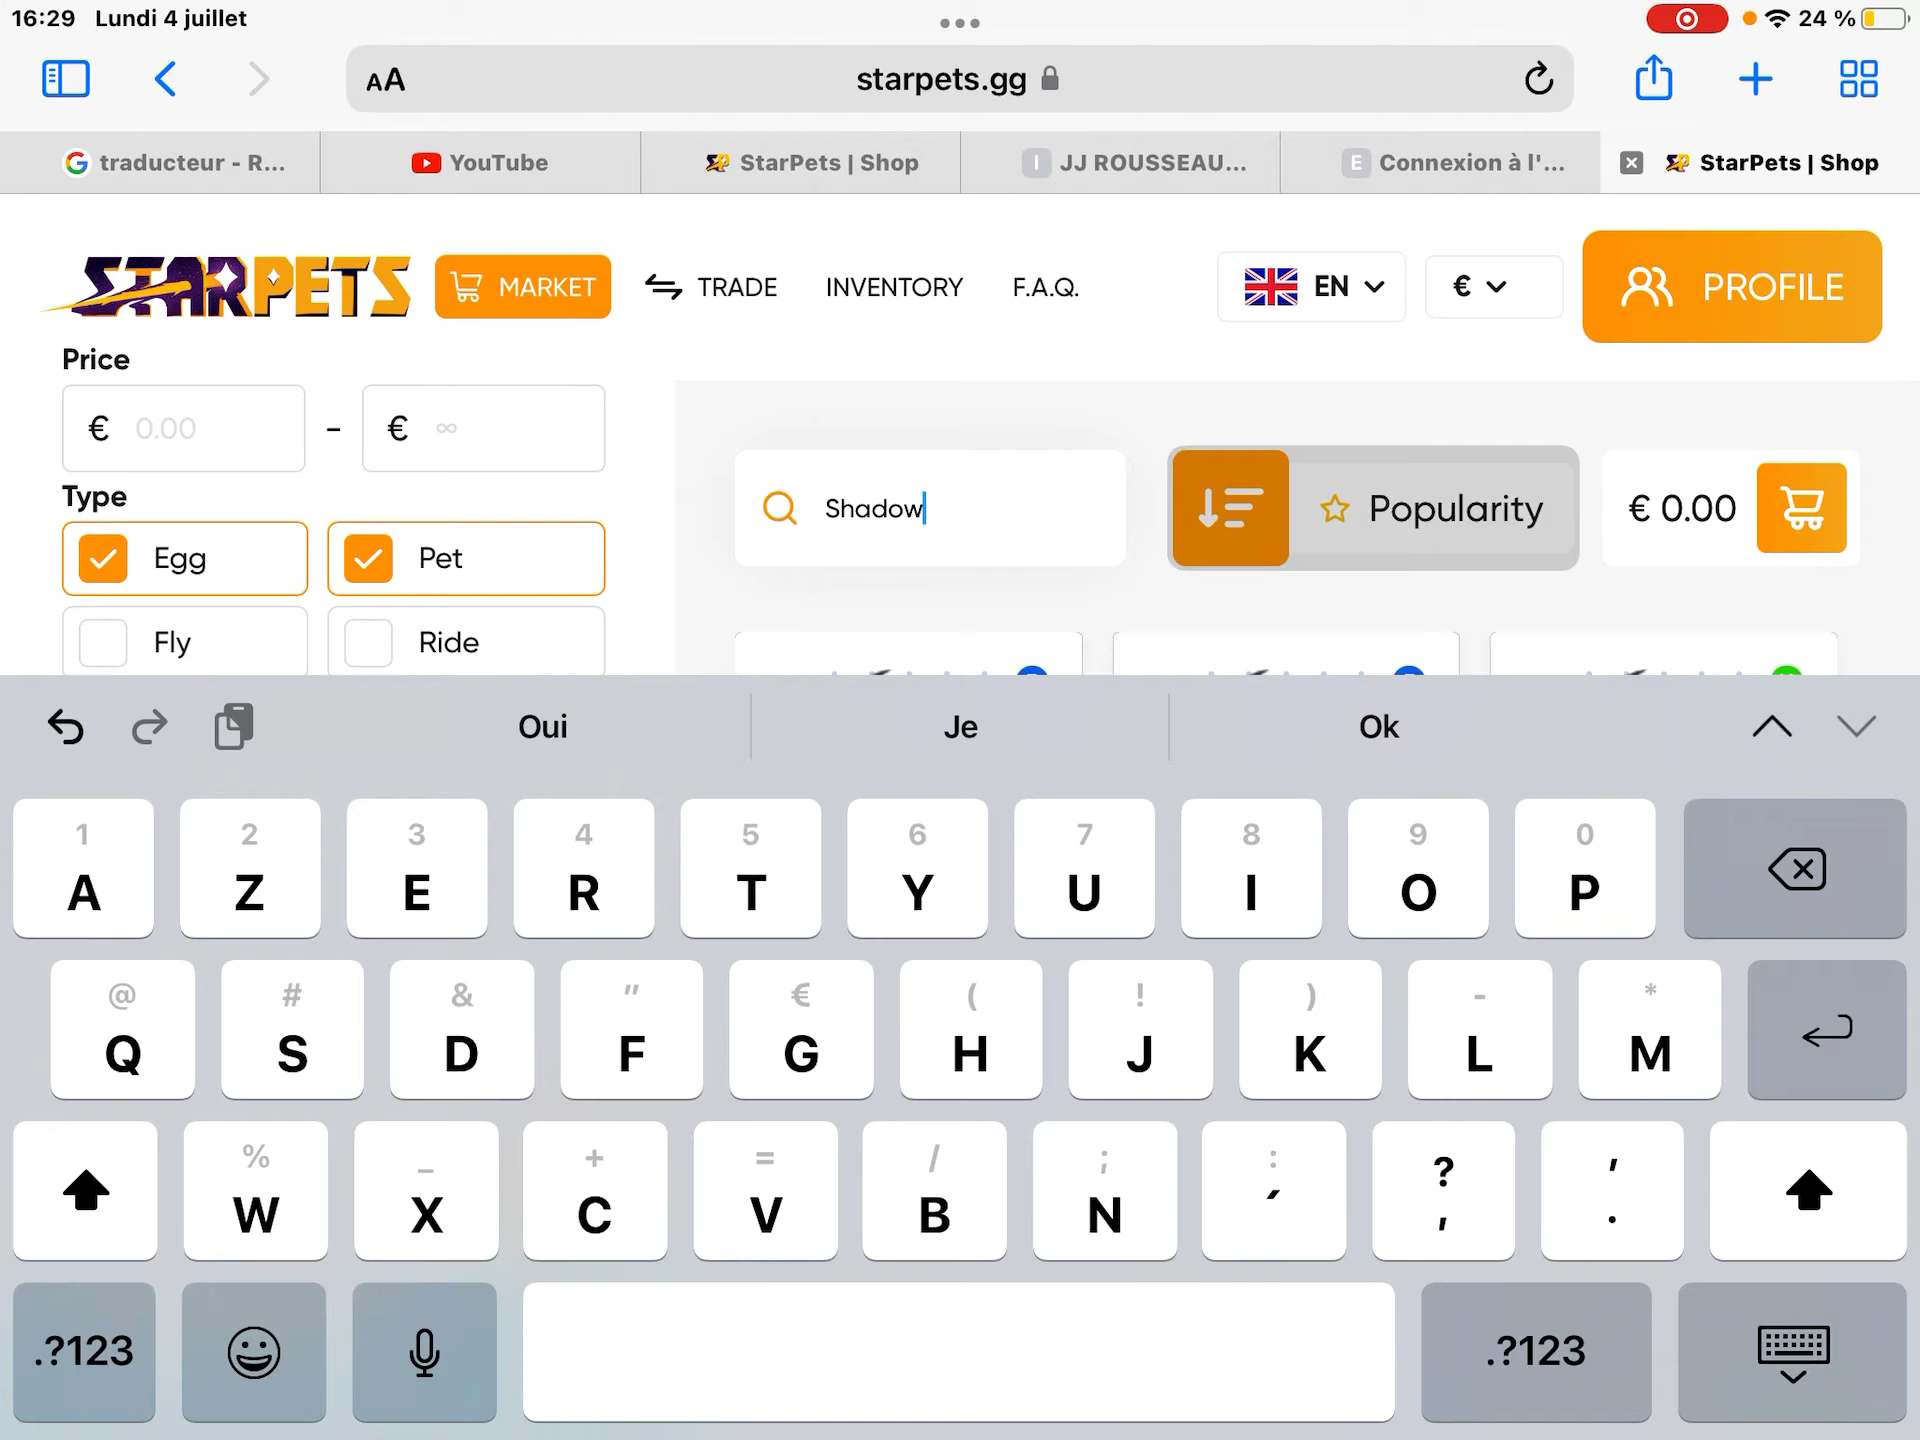 16:29 Lundi 4 juillet
24 %
AA
starpets.gg
traducteur - R...
YouTube
StarPets | Shop
I JJ ROUSSEAU...
E Connexion à l'...
StarPets | Shop
STARPETS
MARKET
TRADE
INVENTORY
F.A.Q.
EN
€
PROFILE
Price
€ 0.00 - € ∞
Shadow
Popularity
€ 0.00
Type
Egg
Pet
Fly
Ride
Oui
Je
Ok
1 2 3 4 5 6 7 8 9 0
A Z E R T Y U I O P
@ # & " € ( ! ) - *
Q S D F G H J K L M
% _ + = / ; : ? '
W X C V B N ´ , .
.?123
.?123